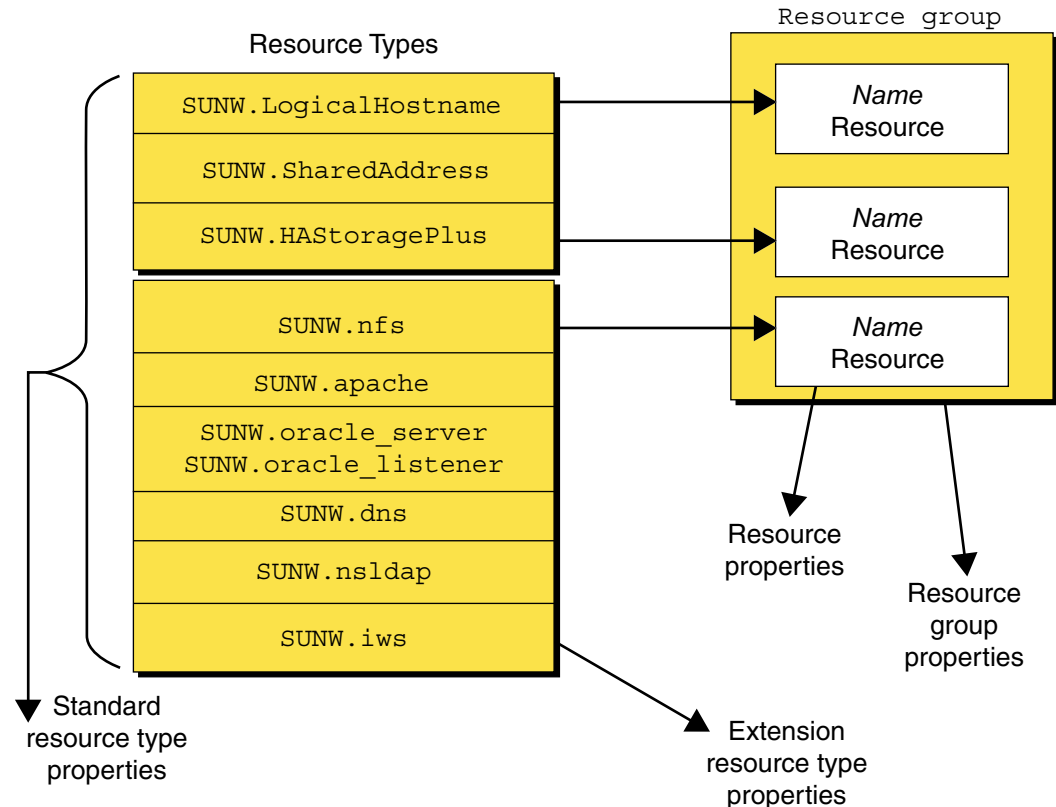 Resource Types
SUNW.LogicalHostname
SUNW.SharedAddress
SUNW.HAStoragePlus
SUNW.nfs
SUNW.apache
SUNW.oracle_server
SUNW.oracle_listener
SUNW.dns
SUNW.nsldap
SUNW.iws
Standard
resource type
properties
Extension
resource type
properties
Resource group
Name
Resource
Name
Resource
Name
Resource
Resource
properties
Resource
group
properties